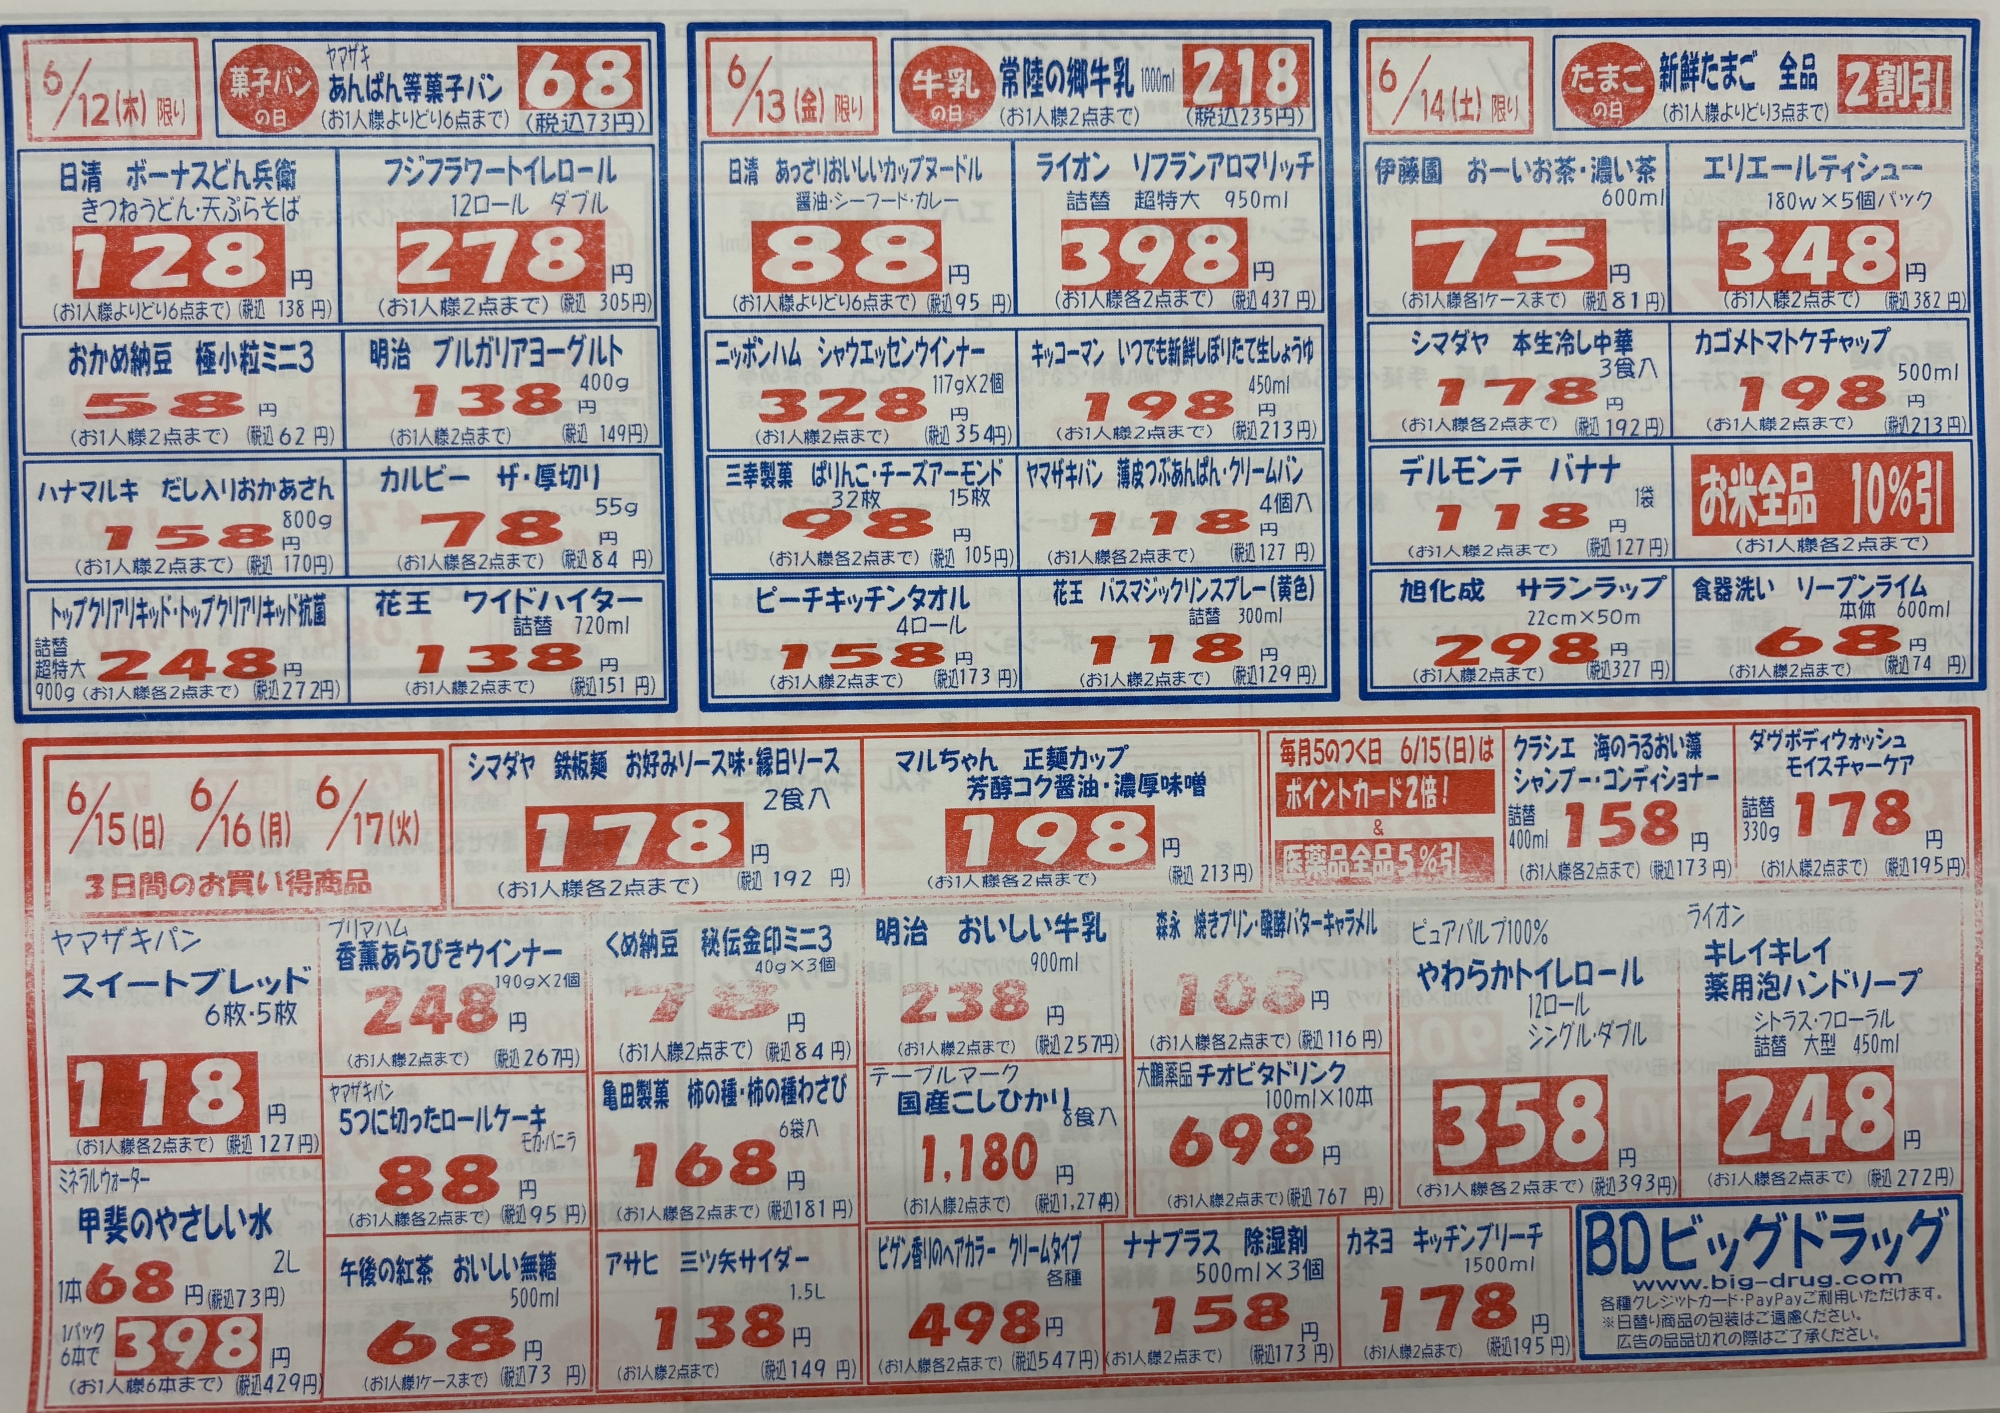 6/12(木) 限り
菓子パンの日
ヤマザキ
あんぱん等菓子パン
(お1人様よりどり6点まで)
68
(税込73円)
日清 ボーナスどん兵衛
きつねうどん・天ぷらそば
128円
(お1人様よりどり6点まで) (税込 138円)
フジフラワートイレロール
12ロール ダブル
278円
(お1人様2点まで) (税込 305円)
おかめ納豆 極小粒ミニ3
58円
(お1人様2点まで) (税込 62円)
明治 ブルガリアヨーグルト
400g
138円
(お1人様2点まで) (税込 149円)
ハナマルキ だし入りおかあさん
800g
158円
(お1人様2点まで) (税込 170円)
カルビー ザ・厚切り
55g
78円
(お1人様各2点まで) (税込 84円)
トップクリアリキッド・トップクリアリキッド抗菌
詰替
超特大
900g
248円
(お1人様各2点まで) (税込272円)
花王 ワイドハイター
詰替 720ml
138円
(お1人様2点まで) (税込151円)
6/13(金) 限り
牛乳の日
常陸の郷牛乳 1000ml
(お1人様2点まで)
218
(税込235円)
日清 あっさりおいしいカップヌードル
醤油・シーフード・カレー
88円
(お1人様よりどり6点まで) (税込95円)
ライオン ソフランアロマリッチ
詰替 超特大 950ml
398円
(お1人様各2点まで) (税込437円)
ニッポンハム シャウエッセンウインナー
117g×2個
328円
(お1人様2点まで) (税込354円)
キッコーマン いつでも新鮮しぼりたて生しょうゆ
450ml
198円
(お1人様2点まで) (税込213円)
三幸製菓 ぱりんこ・チーズアーモンド
32枚 15枚
98円
(お1人様各2点まで) (税込105円)
ヤマザキパン 薄皮つぶあんぱん・クリームパン
4個入
118円
(お1人様各2点まで) (税込127円)
ピーチキッチンタオル
4ロール
158円
(お1人様2点まで) (税込173円)
花王 バスマジックリンスプレー(黄色)
詰替 300ml
118円
(お1人様2点まで) (税込129円)
6/14(土) 限り
たまごの日
新鮮たまご 全品
(お1人様よりどり3点まで)
2割引
伊藤園 おーいお茶・濃い茶
600ml
75円
(お1人様各1ケースまで) (税込81円)
エリエールティシュー
180w×5個パック
348円
(お1人様2点まで) (税込382円)
シマダヤ 本生冷し中華
3食入
178円
(お1人様各2点まで) (税込192円)
カゴメトマトケチャップ
500ml
198円
(お1人様2点まで) (税込213円)
デルモンテ バナナ
1袋
118円
(お1人様2点まで) (税込127円)
お米全品 10%引
(お1人様各2点まで)
旭化成 サランラップ
22cm×50m
298円
(お1人様2点まで) (税込327円)
食器洗い ソープンライム
本体 600ml
68円
(お1人様2点まで) (税込74円)
6/15(日) 6/16(月) 6/17(火)
3日間のお買い得商品
シマダヤ 鉄板麺 お好みソース味・縁日ソース
2食入
178円
(お1人様各2点まで) (税込192円)
マルちゃん 正麺カップ
芳醇コク醤油・濃厚味噌
198円
(お1人様各2点まで) (税込213円)
毎月5のつく日 6/15(日)は
ポイントカード2倍!
&
医薬品全品5%引
クラシエ 海のうるおい藻
シャンプー・コンディショナー
詰替
400ml
158円
(お1人様各2点まで) (税込173円)
ダヴボディウォッシュ
モイスチャーケア
詰替
330g
178円
(お1人様2点まで) (税込195円)
ヤマザキパン
スイートブレッド
6枚・5枚
118円
(お1人様各2点まで) (税込127円)
プリマハム
香薫あらびきウインナー
190g×2個
248円
(お1人様2点まで) (税込267円)
くめ納豆 秘伝金印ミニ3
40g×3個
78円
(お1人様2点まで) (税込84円)
明治 おいしい牛乳
900ml
238円
(お1人様2点まで) (税込257円)
森永 焼きプリン・醗酵バターキャラメル
108円
(お1人様各2点まで) (税込116円)
ピュアパルプ100%
やわらかトイレロール
12ロール
シングル・ダブル
358円
(お1人様各2点まで) (税込393円)
ライオン
キレイキレイ
薬用泡ハンドソープ
シトラス・フローラル
詰替 大型 450ml
248円
(お1人様各2点まで) (税込272円)
ヤマザキパン
5つに切ったロールケーキ
モカ・バニラ
88円
(お1人様各2点まで) (税込95円)
亀田製菓 柿の種・柿の種わさび
6袋入
168円
(お1人様各2点まで) (税込181円)
テーブルマーク
国産こしひかり
8食入
1,180円
(お1人様2点まで) (税込1,274円)
大鵬薬品 チオビタドリンク
100ml×10本
698円
(お1人様2点まで) (税込767円)
ミネラルウォーター
甲斐のやさしい水
2L
1本68円(税込73円)
1パック
6本で
398円
(お1人様6本まで) (税込429円)
午後の紅茶 おいしい無糖
500ml
68円
(お1人様1ケースまで) (税込73円)
アサヒ 三ツ矢サイダー
1.5L
138円
(お1人様2点まで) (税込149円)
ビゲン香りのヘアカラー クリームタイプ
各種
498円
(お1人様各2点まで) (税込547円)
ナナプラス 除湿剤
500ml×3個
158円
(お1人様2点まで) (税込173円)
カネヨ キッチンブリーチ
1500ml
178円
(お1人様2点まで) (税込195円)
BDビッグドラッグ
www.big-drug.com
各種クレジットカード・PayPayご利用いただけます。
※日替り商品の包装はご遠慮ください。
広告の品品切れの際はご了承ください。